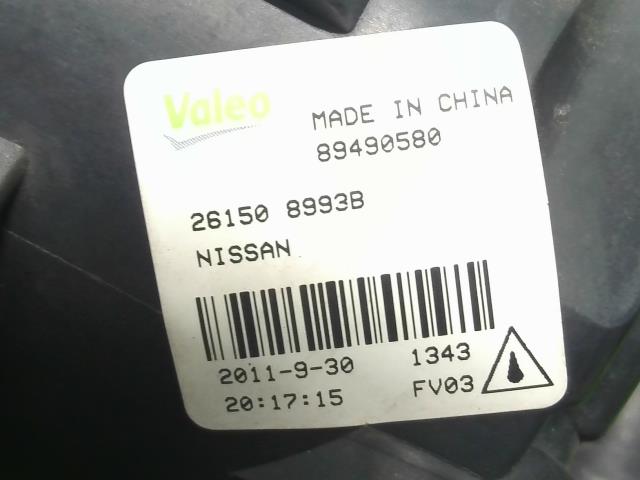 Valeo
MADE IN CHINA
89490580
26150 8993B
NISSAN
2011-9-30 1343
20:17:15 FV03